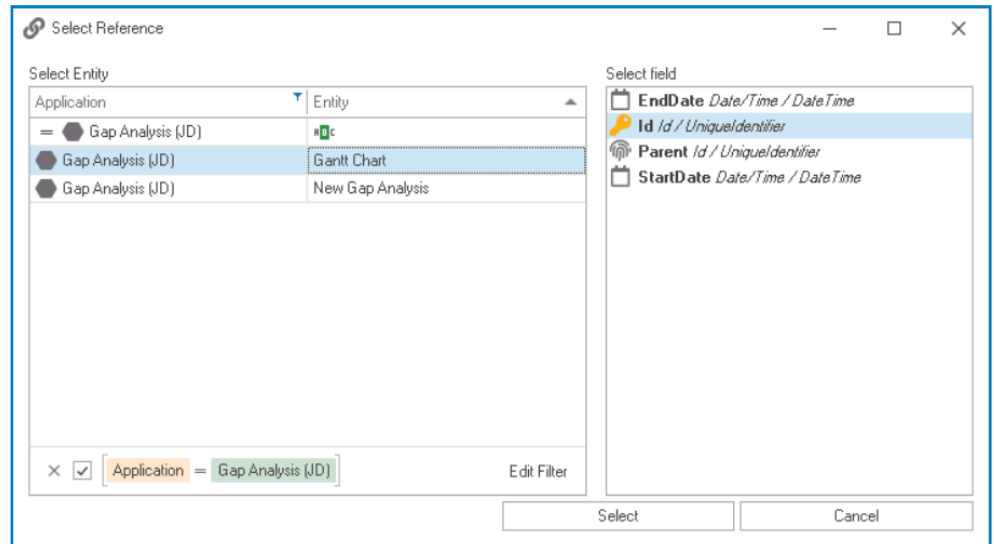 Select Reference
Select Entity
Select field
Application Entity
= Gap Analysis (JD) ABC
Gap Analysis (JD) Gantt Chart
Gap Analysis (JD) New Gap Analysis
EndDate Date/Time / DateTime
Id Id / UniqueIdentifier
Parent Id / UniqueIdentifier
StartDate Date/Time / DateTime
Application = Gap Analysis (JD) Edit Filter
Select Cancel